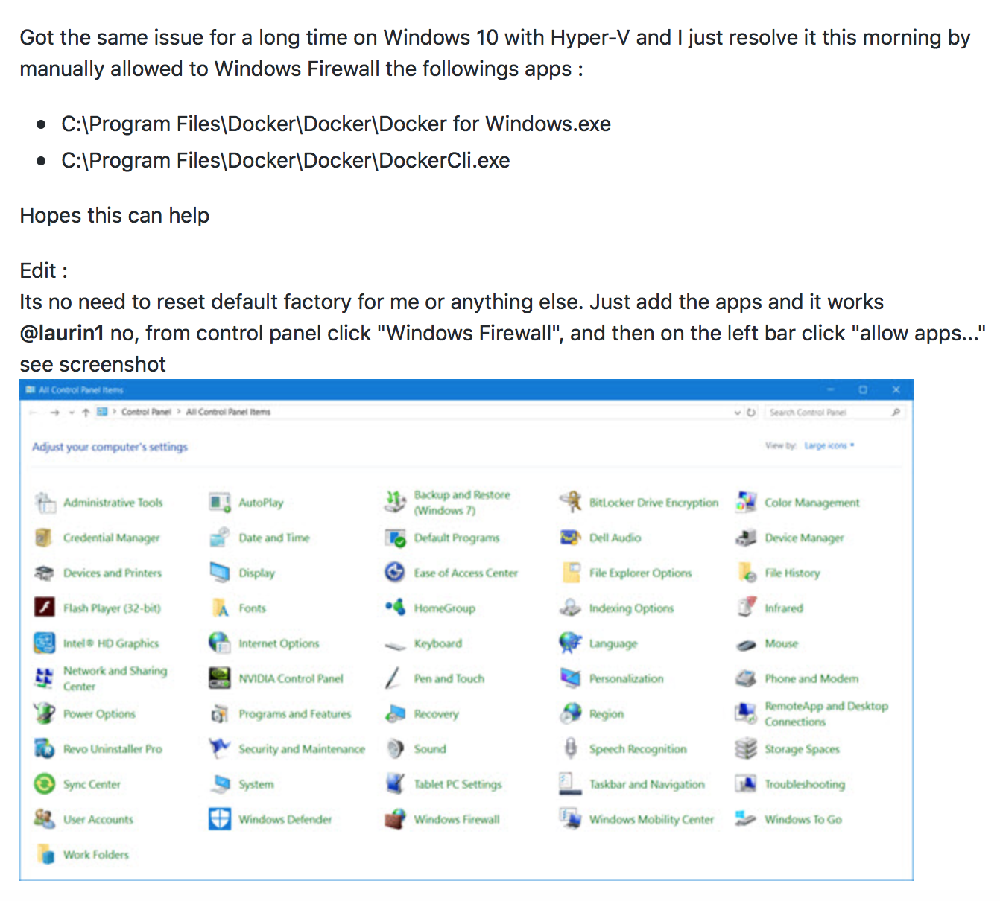 Got the same issue for a long time on Windows 10 with Hyper-V and I just resolve it this morning by
manually allowed to Windows Firewall the followings apps :
C:\Program Files\Docker\Docker\Docker for Windows.exe
C:\Program Files\Docker\Docker\DockerCli.exe
Hopes this can help
Edit :
Its no need to reset default factory for me or anything else. Just add the apps and it works
@laurin1 no, from control panel click "Windows Firewall", and then on the left bar click "allow apps..."
see screenshot
All Control Panel Items
Control Panel > All Control Panel Items
Search Control Panel
Adjust your computer's settings
View by: Large icons
Administrative Tools
AutoPlay
Backup and Restore
(Windows 7)
BitLocker Drive Encryption
Color Management
Credential Manager
Date and Time
Default Programs
Dell Audio
Device Manager
Devices and Printers
Display
Ease of Access Center
File Explorer Options
File History
Flash Player (32-bit)
Fonts
HomeGroup
Indexing Options
Infrared
Intel® HD Graphics
Internet Options
Keyboard
Language
Mouse
Network and Sharing
Center
NVIDIA Control Panel
Pen and Touch
Personalization
Phone and Modem
Power Options
Programs and Features
Recovery
Region
RemoteApp and Desktop
Connections
Revo Uninstaller Pro
Security and Maintenance
Sound
Speech Recognition
Storage Spaces
Sync Center
System
Tablet PC Settings
Taskbar and Navigation
Troubleshooting
User Accounts
Windows Defender
Windows Firewall
Windows Mobility Center
Windows To Go
Work Folders